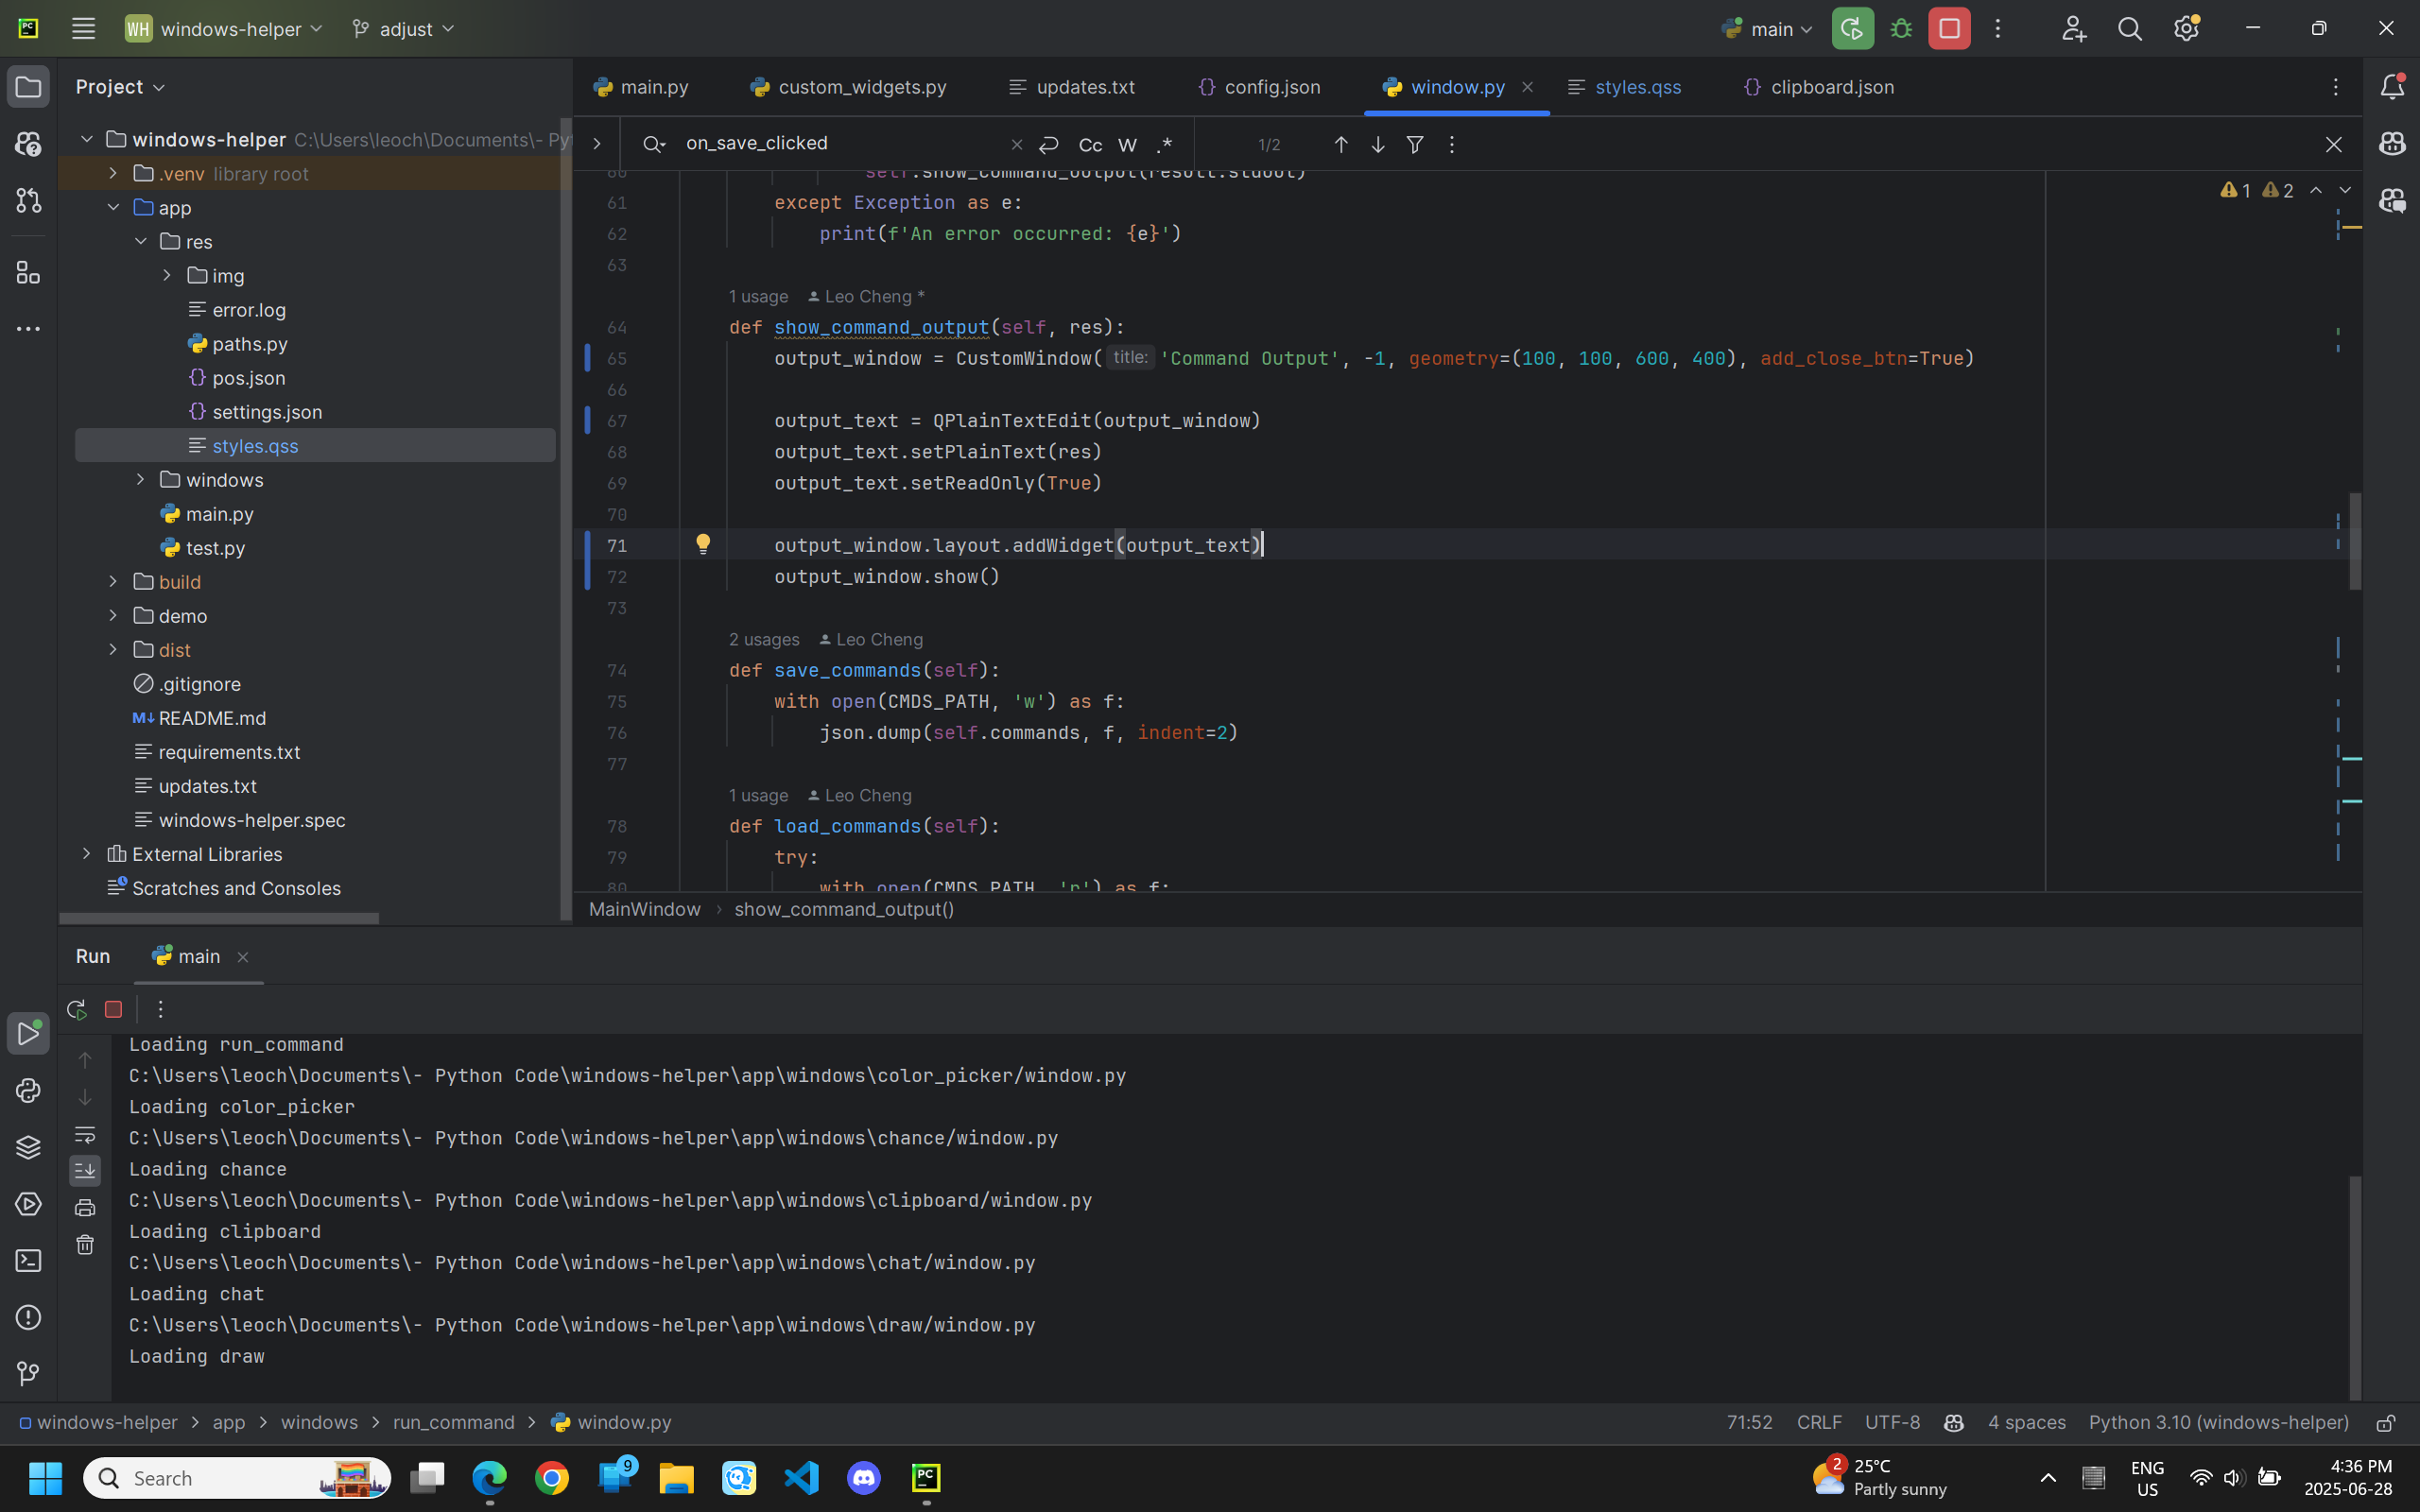 WH windows-helper adjust main
Project
main.py custom_widgets.py updates.txt config.json window.py styles.qss clipboard.json
windows-helper C:\Users\leoch\Documents\- Py
.venv library root
app
res
img
error.log
paths.py
pos.json
settings.json
styles.qss
windows
main.py
test.py
build
demo
dist
.gitignore
M↓ README.md
requirements.txt
updates.txt
windows-helper.spec
External Libraries
Scratches and Consoles
on_save_clicked Cc W .* 1/2
1 2
60 self.show_command_output(result.stdout)
61 except Exception as e:
62 print(f'An error occurred: {e}')
63
1 usage Leo Cheng *
64 def show_command_output(self, res):
65 output_window = CustomWindow( title: 'Command Output', -1, geometry=(100, 100, 600, 400), add_close_btn=True)
66
67 output_text = QPlainTextEdit(output_window)
68 output_text.setPlainText(res)
69 output_text.setReadOnly(True)
70
71 output_window.layout.addWidget(output_text)
72 output_window.show()
73
2 usages Leo Cheng
74 def save_commands(self):
75 with open(CMDS_PATH, 'w') as f:
76 json.dump(self.commands, f, indent=2)
77
1 usage Leo Cheng
78 def load_commands(self):
79 try:
80 with open(CMDS_PATH, 'r') as f:
MainWindow › show_command_output()
Run main
Loading run_command
C:\Users\leoch\Documents\- Python Code\windows-helper\app\windows\color_picker/window.py
Loading color_picker
C:\Users\leoch\Documents\- Python Code\windows-helper\app\windows\chance/window.py
Loading chance
C:\Users\leoch\Documents\- Python Code\windows-helper\app\windows\clipboard/window.py
Loading clipboard
C:\Users\leoch\Documents\- Python Code\windows-helper\app\windows\chat/window.py
Loading chat
C:\Users\leoch\Documents\- Python Code\windows-helper\app\windows\draw/window.py
Loading draw
windows-helper > app > windows > run_command > window.py 71:52 CRLF UTF-8 4 spaces Python 3.10 (windows-helper)
Search 9 PC 2 25°C ENG 4:36 PM
Partly sunny US 2025-06-28